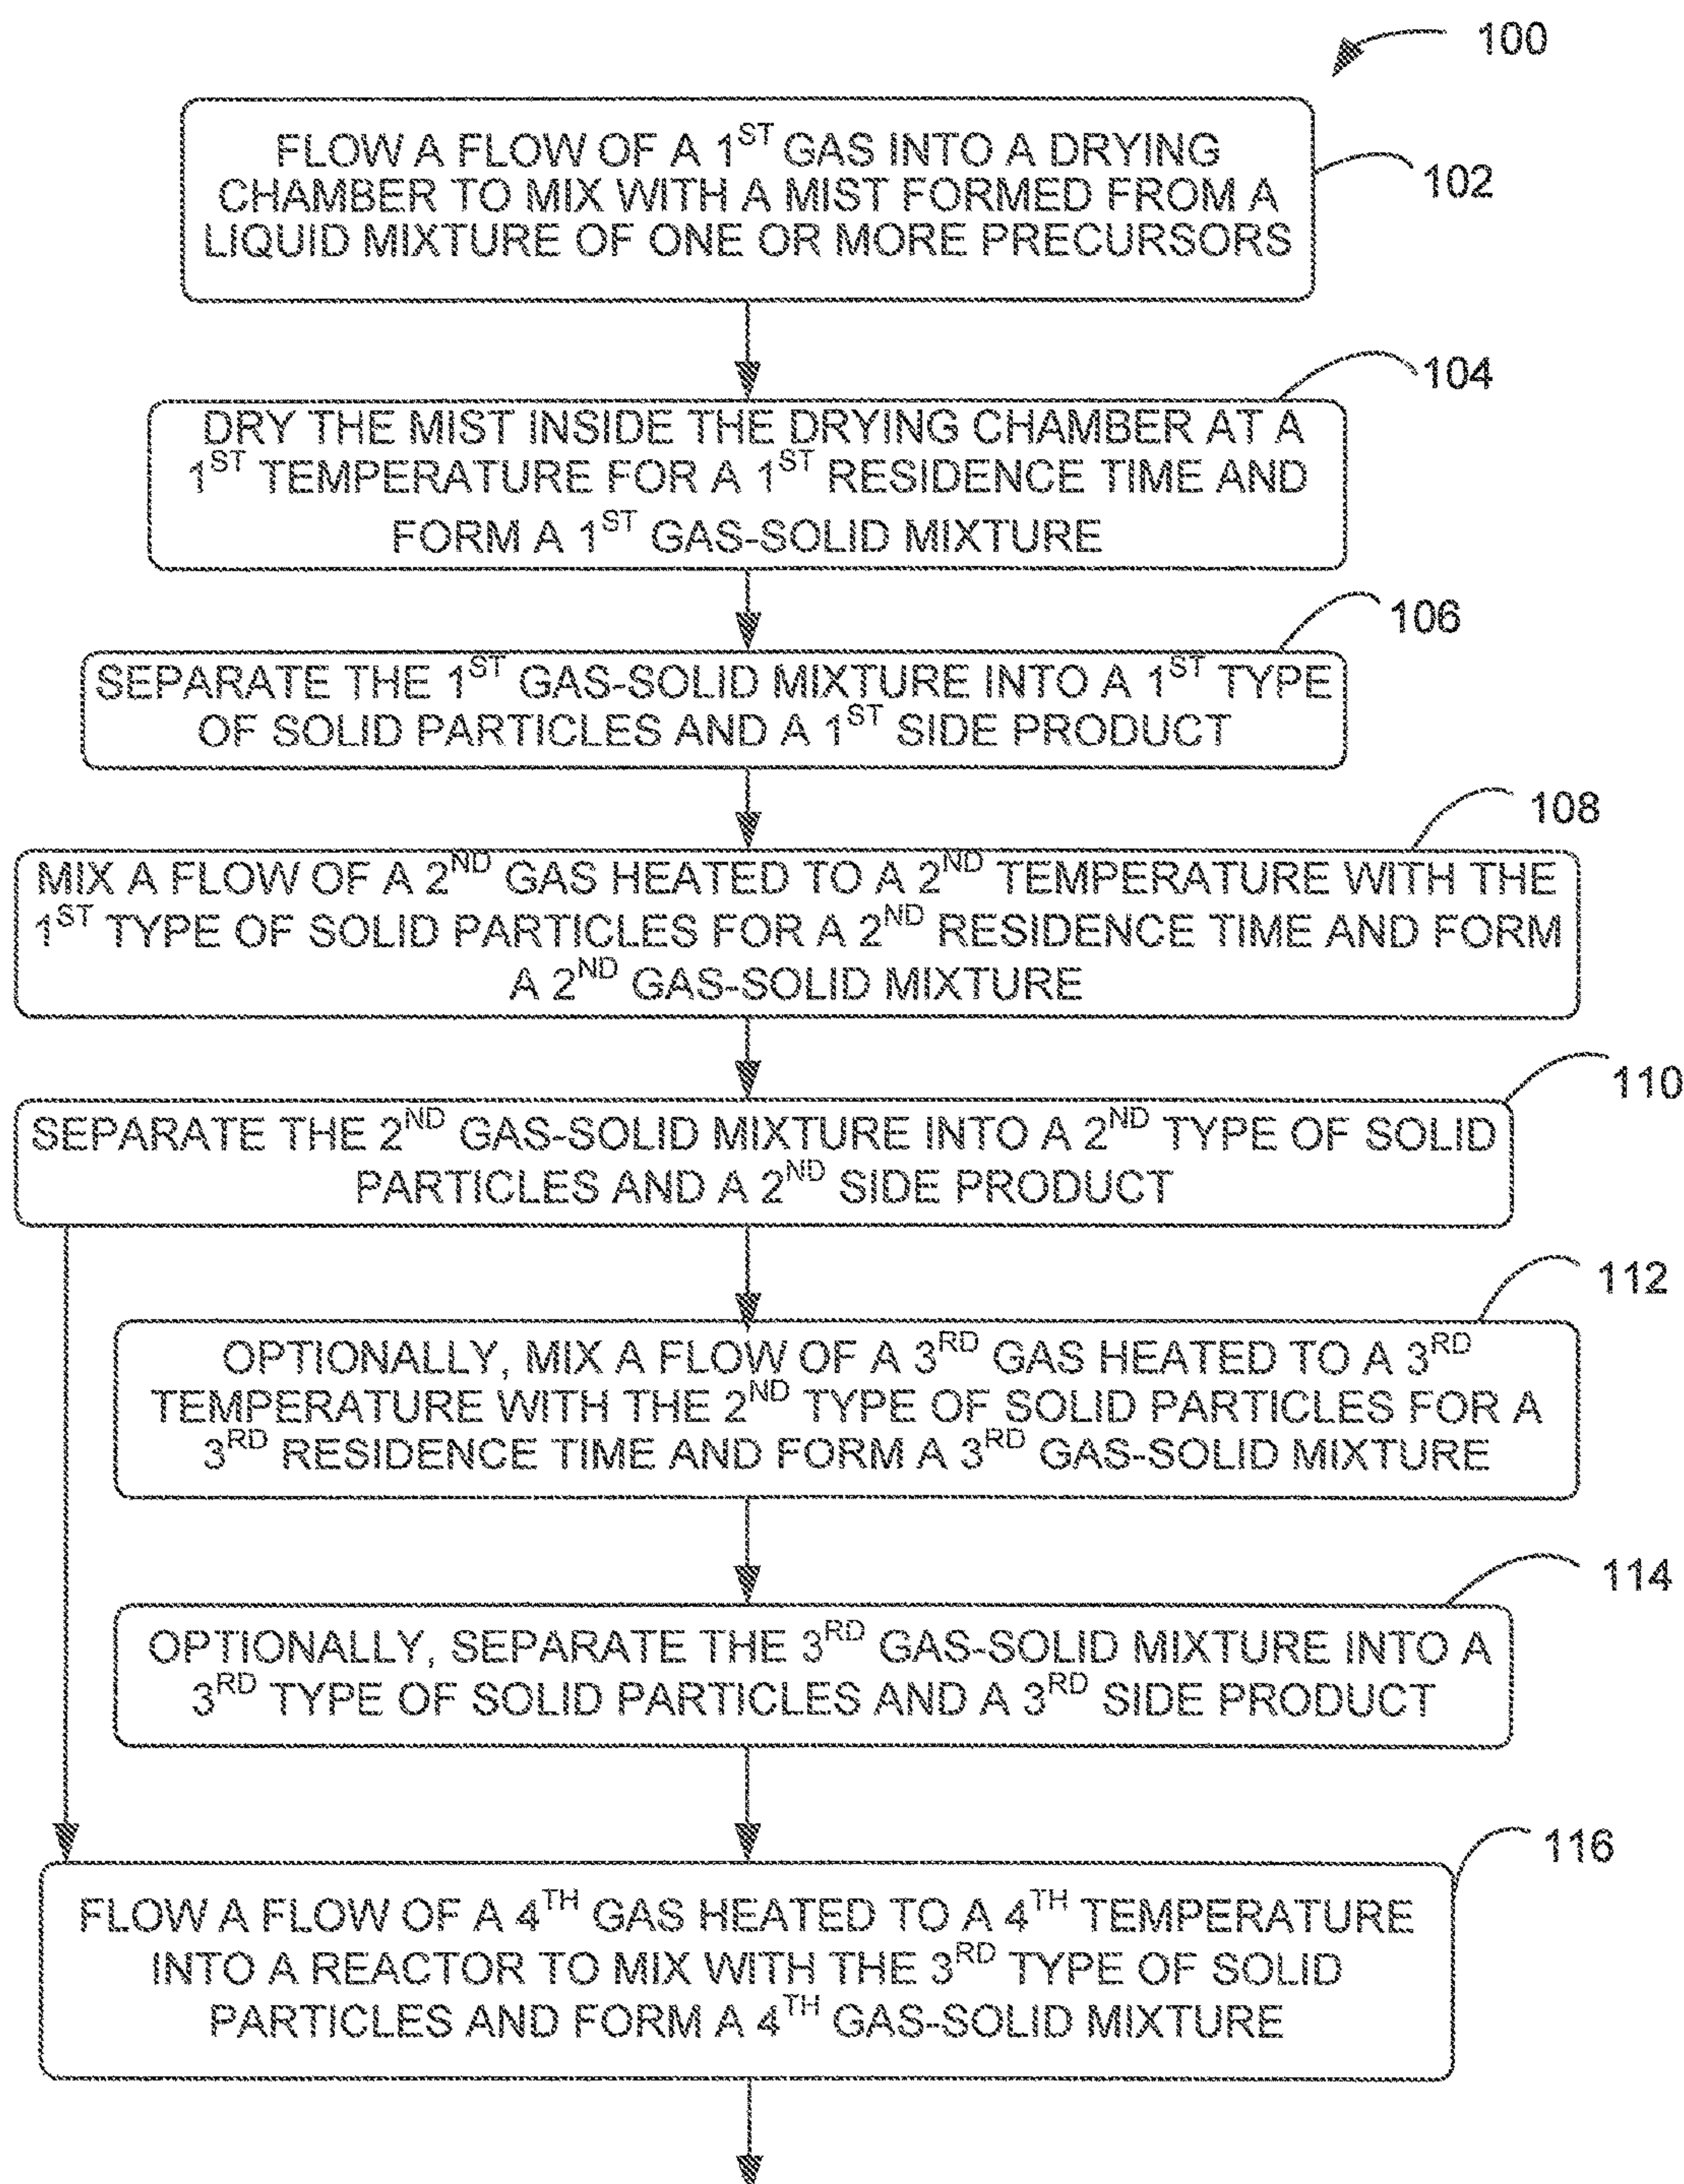 100
FLOW A FLOW OF A 1ST GAS INTO A DRYING
CHAMBER TO MIX WITH A MIST FORMED FROM A
LIQUID MIXTURE OF ONE OR MORE PRECURSORS
102
104
DRY THE MIST INSIDE THE DRYING CHAMBER AT A
1ST TEMPERATURE FOR A 1ST RESIDENCE TIME AND
FORM A 1ST GAS-SOLID MIXTURE
106
SEPARATE THE 1ST GAS-SOLID MIXTURE INTO A 1ST TYPE
OF SOLID PARTICLES AND A 1ST SIDE PRODUCT
108
MIX A FLOW OF A 2ND GAS HEATED TO A 2ND TEMPERATURE WITH THE
1ST TYPE OF SOLID PARTICLES FOR A 2ND RESIDENCE TIME AND FORM
A 2ND GAS-SOLID MIXTURE
110
SEPARATE THE 2ND GAS-SOLID MIXTURE INTO A 2ND TYPE OF SOLID
PARTICLES AND A 2ND SIDE PRODUCT
112
OPTIONALLY, MIX A FLOW OF A 3RD GAS HEATED TO A 3RD
TEMPERATURE WITH THE 2ND TYPE OF SOLID PARTICLES FOR A
3RD RESIDENCE TIME AND FORM A 3RD GAS-SOLID MIXTURE
114
OPTIONALLY, SEPARATE THE 3RD GAS-SOLID MIXTURE INTO A
3RD TYPE OF SOLID PARTICLES AND A 3RD SIDE PRODUCT
116
FLOW A FLOW OF A 4TH GAS HEATED TO A 4TH TEMPERATURE
INTO A REACTOR TO MIX WITH THE 3RD TYPE OF SOLID
PARTICLES AND FORM A 4TH GAS-SOLID MIXTURE